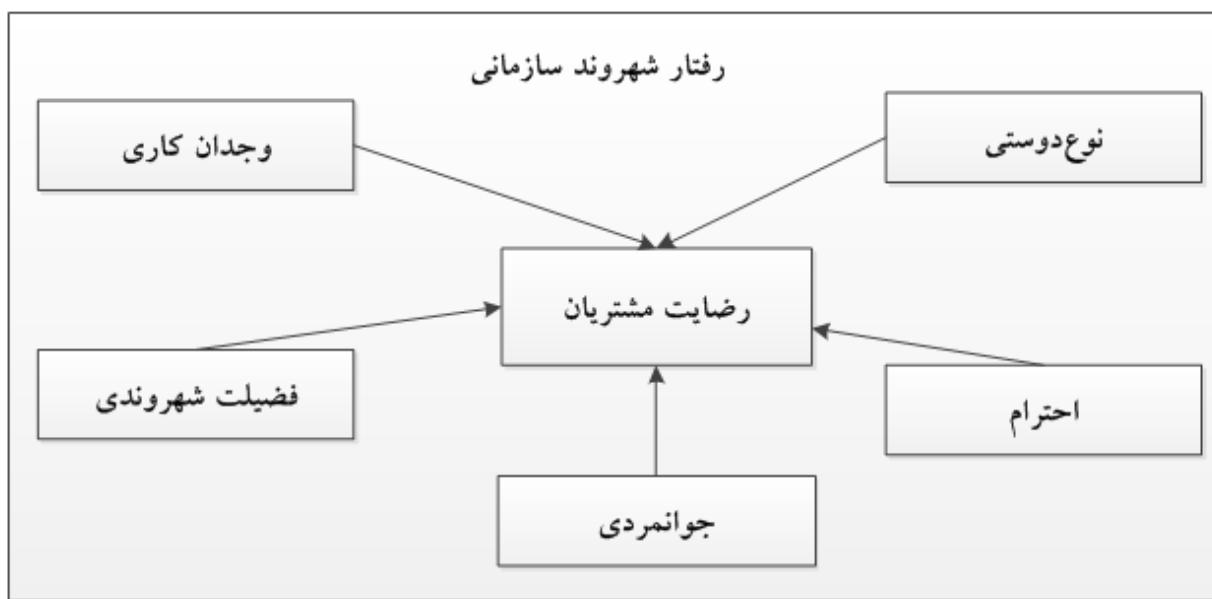 رفتار شهروند سازمانی
نوع‌دوستی
وجدان کاری
رضایت مشتریان
احترام
فضیلت شهروندی
جوانمردی